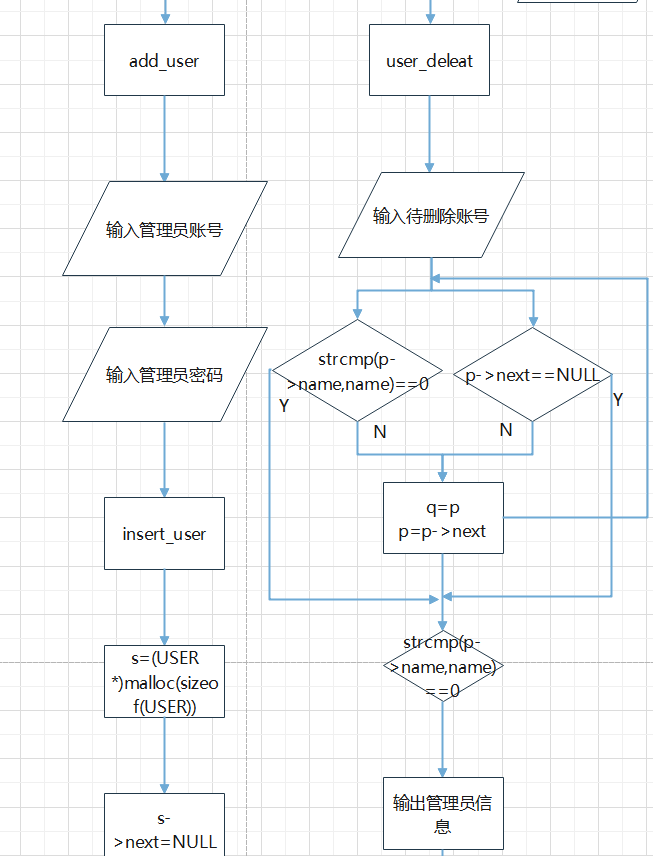 add_user
输入管理员账号
输入管理员密码
insert_user
s=(USER
*)malloc(sizeo
f(USER))
s-
>next=NULL
user_deleat
输入待删除账号
strcmp(p-
>name,name)==0
p->next==NULL
Y
N
N
Y
q=p
p=p->next
strcmp(p-
>name,name)
==0
输出管理员信
息